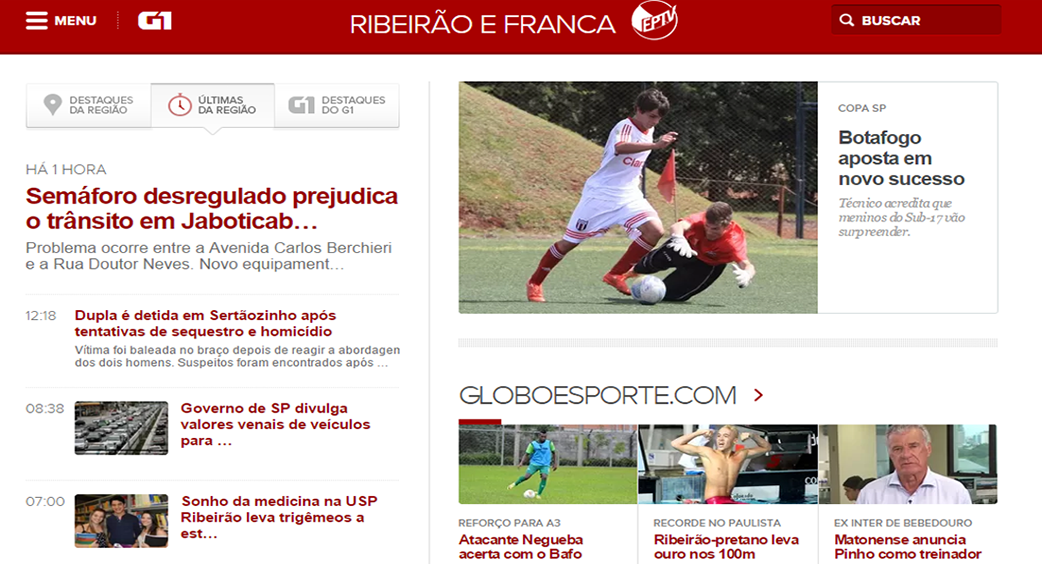 MENU
G1
RIBEIRÃO E FRANCA
EPTV
BUSCAR
DESTAQUES
DA REGIÃO
ÚLTIMAS
DA REGIÃO
G1
DESTAQUES
DO G1
HÁ 1 HORA
Semáforo desregulado prejudica
o trânsito em Jaboticab...
Problema ocorre entre a Avenida Carlos Berchieri
e a Rua Doutor Neves. Novo equipament...
12:18
Dupla é detida em Sertãozinho após
tentativas de sequestro e homicídio
Vítima foi baleada no braço depois de reagir a abordagen
dos dois homens. Suspeitos foram encontrados após ...
08:38
Governo de SP divulga
valores venais de veículos
para ...
07:00
Sonho da medicina na USP
Ribeirão leva trigêmeos a
est...
Claro
COPA SP
Botafogo
aposta em
novo sucesso
Técnico acredita que
meninos do Sub-17 vão
surpreender.
GLOBOESPORTE.COM
REFORÇO PARA A3
Atacante Negueba
acerta com o Bafo
RECORDE NO PAULISTA
Ribeirão-pretano leva
ouro nos 100m
EX INTER DE BEBEDOURO
Matonense anuncia
Pinho como treinador